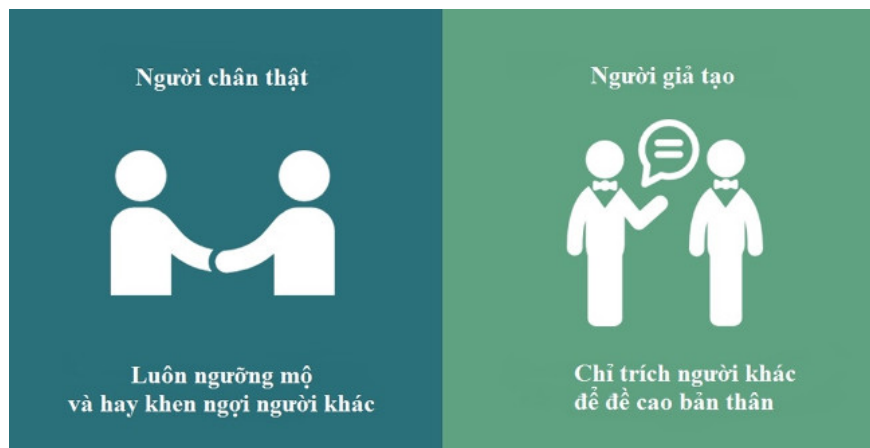 Người chân thật
Luôn ngưỡng mộ
và hay khen ngợi người khác
Người giả tạo
Chỉ trích người khác
để đề cao bản thân